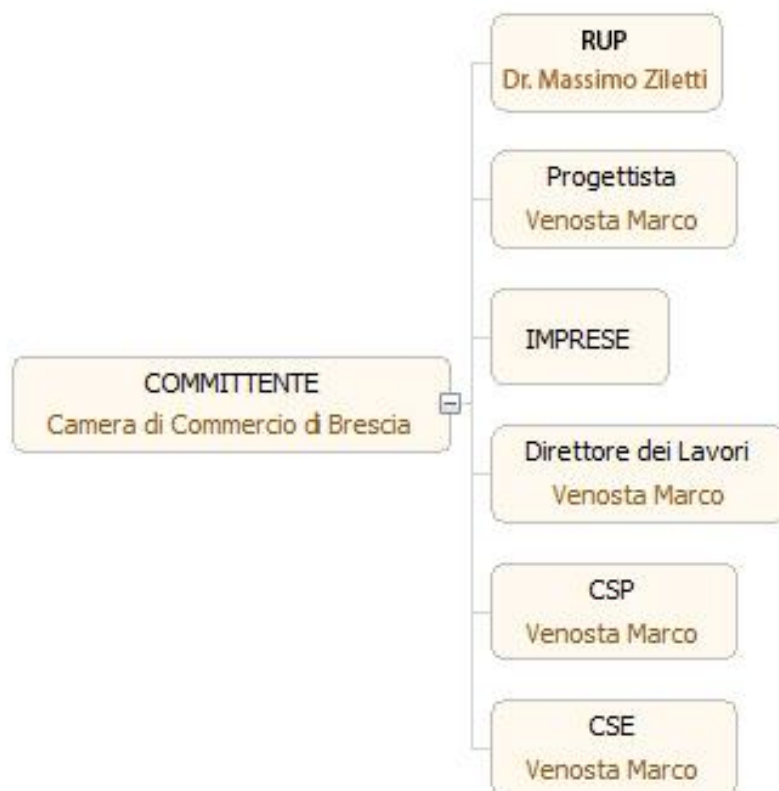 RUP
Dr. Massimo Ziletti
Progettista
Venosta Marco
IMPRESE
COMMITTENTE
Camera di Commercio di Brescia
Direttore dei Lavori
Venosta Marco
CSP
Venosta Marco
CSE
Venosta Marco